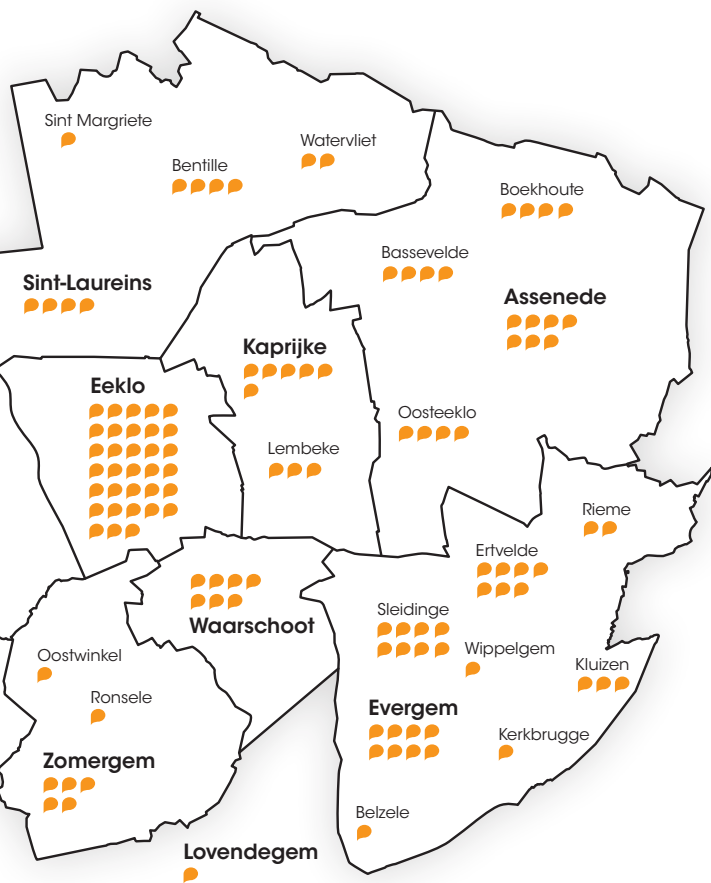 Sint Margriete
Watervliet
Bentille
Boekhoute
Bassevelde
Sint-Laureins
Assenede
Kaprijke
Eeklo
Oosteeklo
Lembeke
Rieme
Ertvelde
Sleidinge
Waarschoot
Wippelgem
Oostwinkel
Kluizen
Ronsele
Evergem
Kerkbrugge
Zomergem
Belzele
Lovendegem